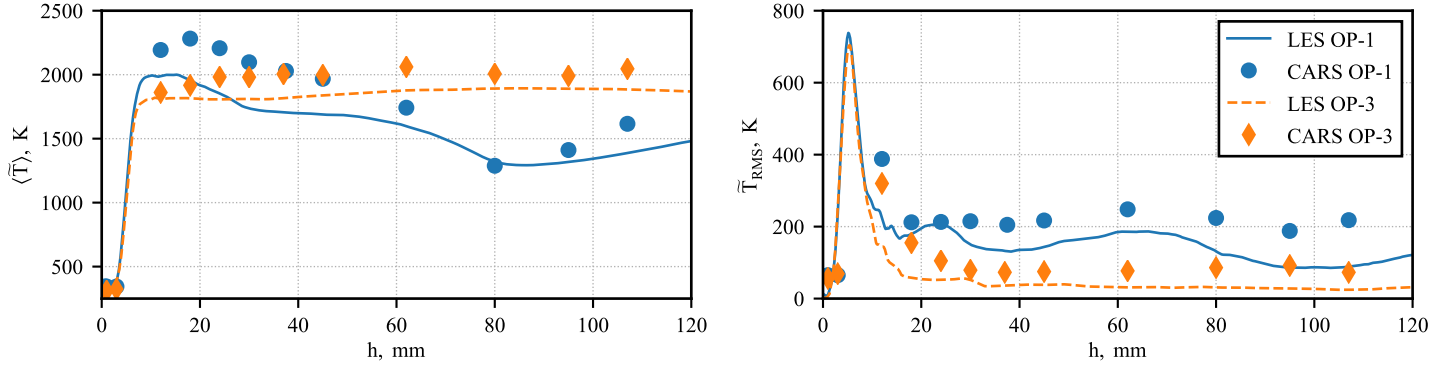 2500
2000
1500
1000
500
⟨T̃⟩, K
0 20 40 60 80 100 120
h, mm
800
600
400
200
0
T̃RMS, K
LES OP-1
CARS OP-1
LES OP-3
CARS OP-3
0 20 40 60 80 100 120
h, mm